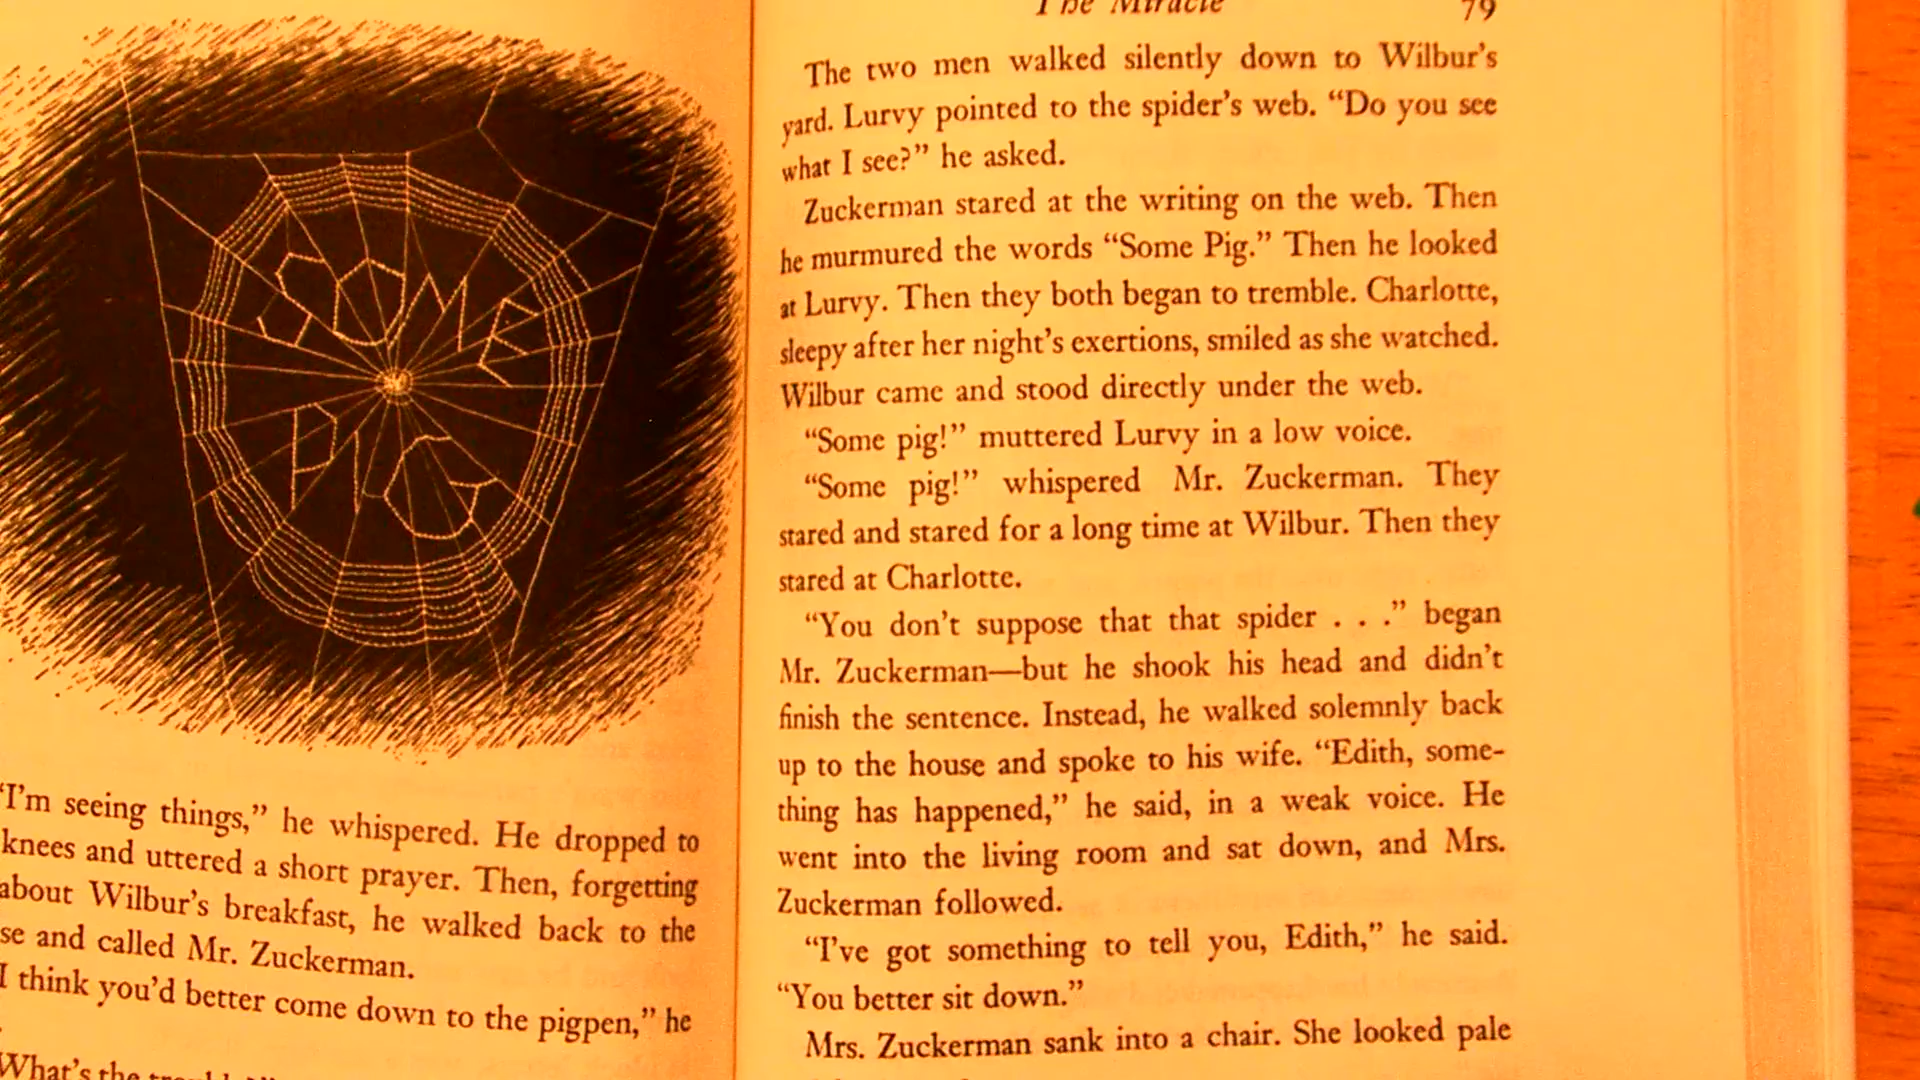 SOME
PIG
"I'm seeing things," he whispered. He dropped to
knees and uttered a short prayer. Then, forgetting
about Wilbur's breakfast, he walked back to the
se and called Mr. Zuckerman.
I think you'd better come down to the pigpen," he
What's the
The Miracle 79
The two men walked silently down to Wilbur's
yard. Lurvy pointed to the spider's web. "Do you see
what I see?" he asked.
Zuckerman stared at the writing on the web. Then
he murmured the words "Some Pig." Then he looked
at Lurvy. Then they both began to tremble. Charlotte,
sleepy after her night's exertions, smiled as she watched.
Wilbur came and stood directly under the web.
"Some pig!" muttered Lurvy in a low voice.
"Some pig!" whispered Mr. Zuckerman. They
stared and stared for a long time at Wilbur. Then they
stared at Charlotte.
"You don't suppose that that spider . . ." began
Mr. Zuckerman—but he shook his head and didn't
finish the sentence. Instead, he walked solemnly back
up to the house and spoke to his wife. "Edith, some-
thing has happened," he said, in a weak voice. He
went into the living room and sat down, and Mrs.
Zuckerman followed.
"I've got something to tell you, Edith," he said.
"You better sit down."
Mrs. Zuckerman sank into a chair. She looked pale